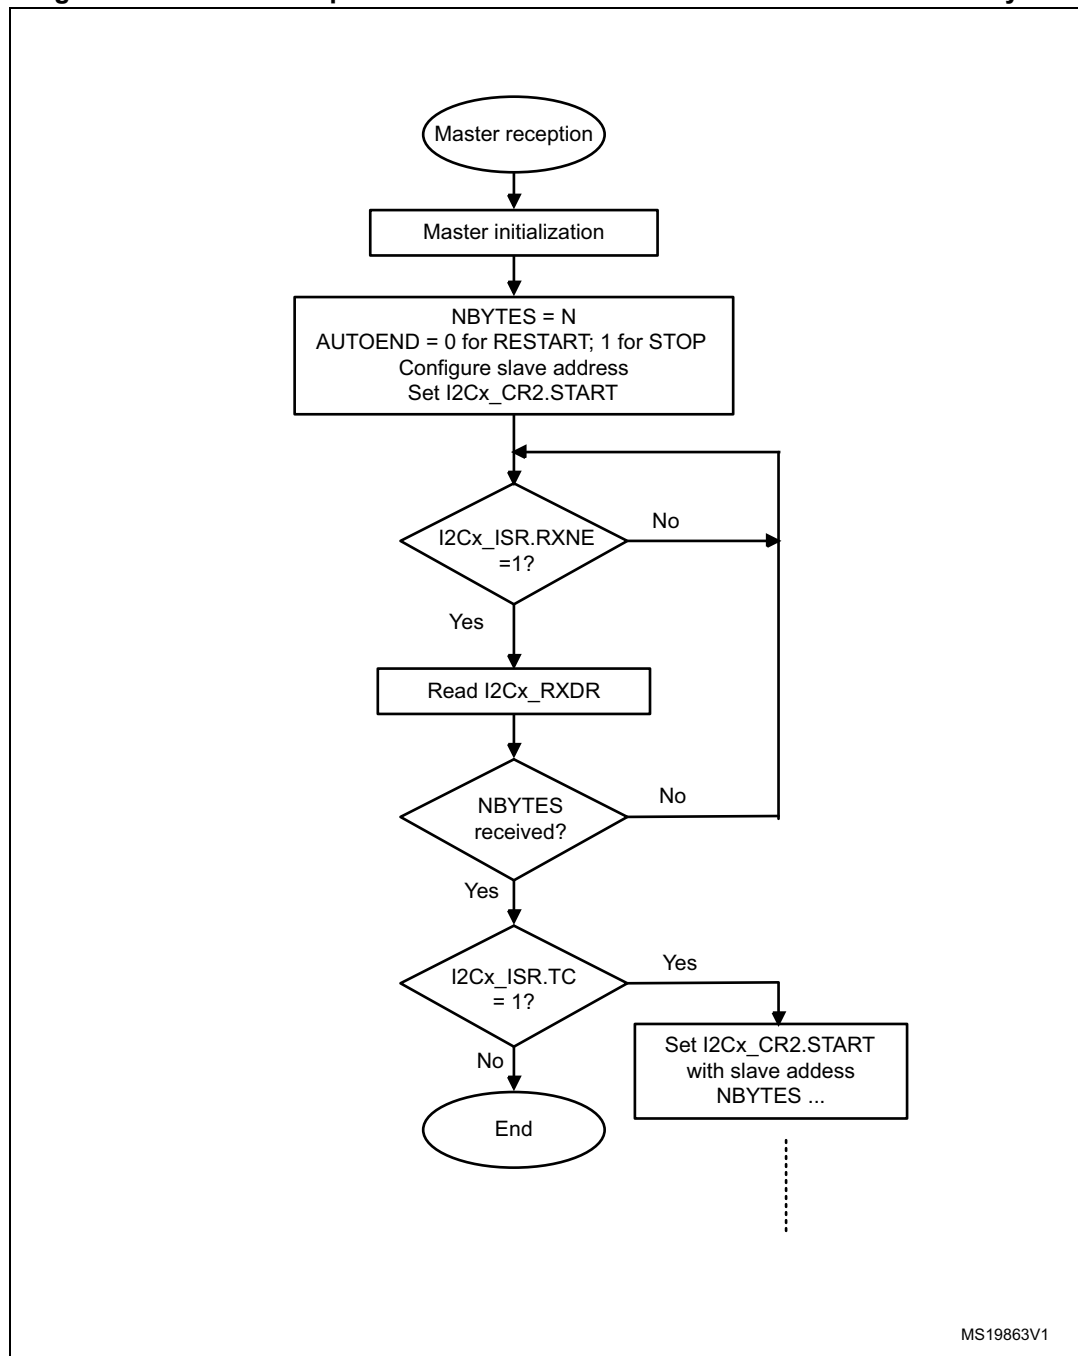 Master reception
Master initialization
NBYTES = N
AUTOEND = 0 for RESTART; 1 for STOP
Configure slave address
Set I2Cx_CR2.START
I2Cx_ISR.RXNE
=1?
No
Yes
Read I2Cx_RXDR
NBYTES
received?
No
Yes
I2Cx_ISR.TC
= 1?
Yes
No
Set I2Cx_CR2.START
with slave addess
NBYTES ...
End
MS19863V1